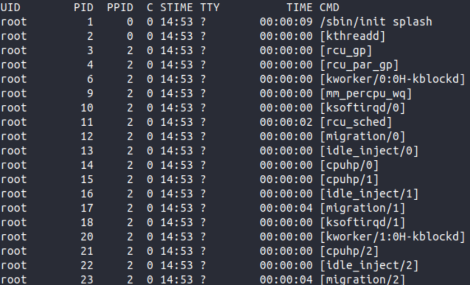 UID PID PPID C STIME TTY TIME CMD
root 1 0 0 14:53 ? 00:00:09 /sbin/init splash
root 2 0 0 14:53 ? 00:00:00 [kthreadd]
root 3 2 0 14:53 ? 00:00:00 [rcu_gp]
root 4 2 0 14:53 ? 00:00:00 [rcu_par_gp]
root 6 2 0 14:53 ? 00:00:00 [kworker/0:0H-kblockd]
root 9 2 0 14:53 ? 00:00:00 [mm_percpu_wq]
root 10 2 0 14:53 ? 00:00:00 [ksoftirqd/0]
root 11 2 0 14:53 ? 00:00:02 [rcu_sched]
root 12 2 0 14:53 ? 00:00:00 [migration/0]
root 13 2 0 14:53 ? 00:00:00 [idle_inject/0]
root 14 2 0 14:53 ? 00:00:00 [cpuhp/0]
root 15 2 0 14:53 ? 00:00:00 [cpuhp/1]
root 16 2 0 14:53 ? 00:00:00 [idle_inject/1]
root 17 2 0 14:53 ? 00:00:04 [migration/1]
root 18 2 0 14:53 ? 00:00:00 [ksoftirqd/1]
root 20 2 0 14:53 ? 00:00:00 [kworker/1:0H-kblockd]
root 21 2 0 14:53 ? 00:00:00 [cpuhp/2]
root 22 2 0 14:53 ? 00:00:00 [idle_inject/2]
root 23 2 0 14:53 ? 00:00:04 [migration/2]